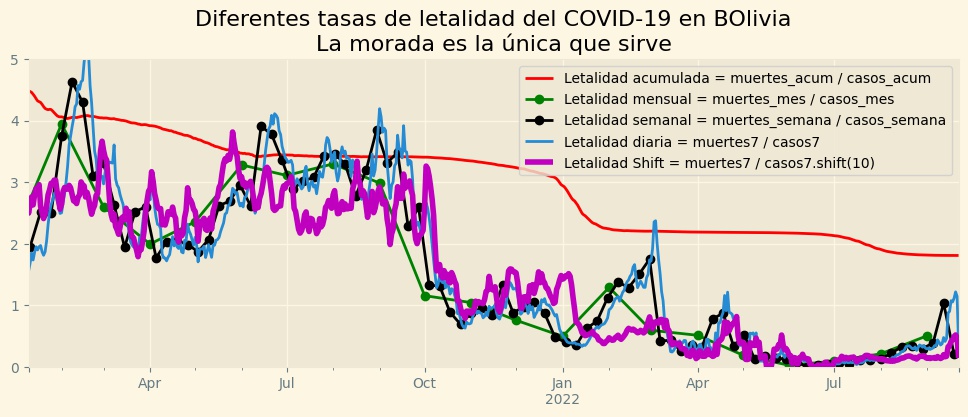 Diferentes tasas de letalidad del COVID-19 en BOlivia
La morada es la única que sirve
5
4
3
2
1
0
Letalidad acumulada = muertes_acum / casos_acum
Letalidad mensual = muertes_mes / casos_mes
Letalidad semanal = muertes_semana / casos_semana
Letalidad diaria = muertes7 / casos7
Letalidad Shift = muertes7 / casos7.shift(10)
Apr
Jul
Oct
Jan
2022
Apr
Jul